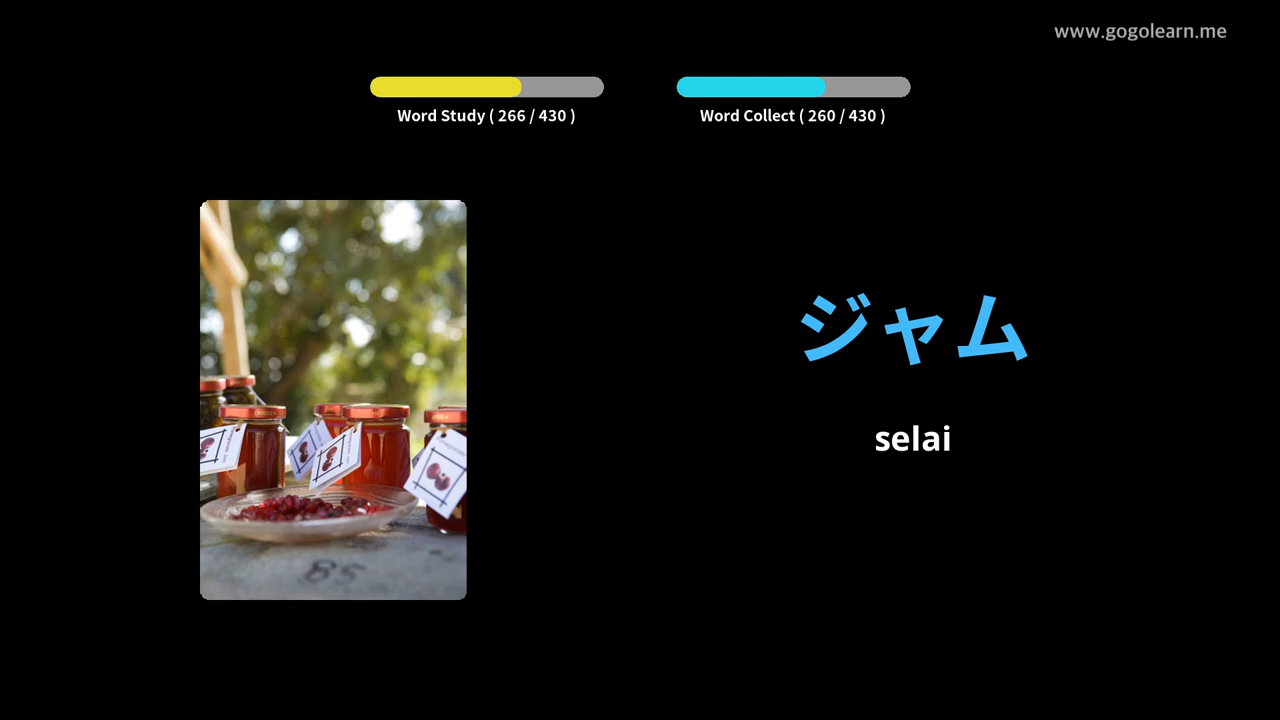 www.gogolearn.me
Word Study ( 266 / 430 )
Word Collect ( 260 / 430 )
ジャム
selai
85